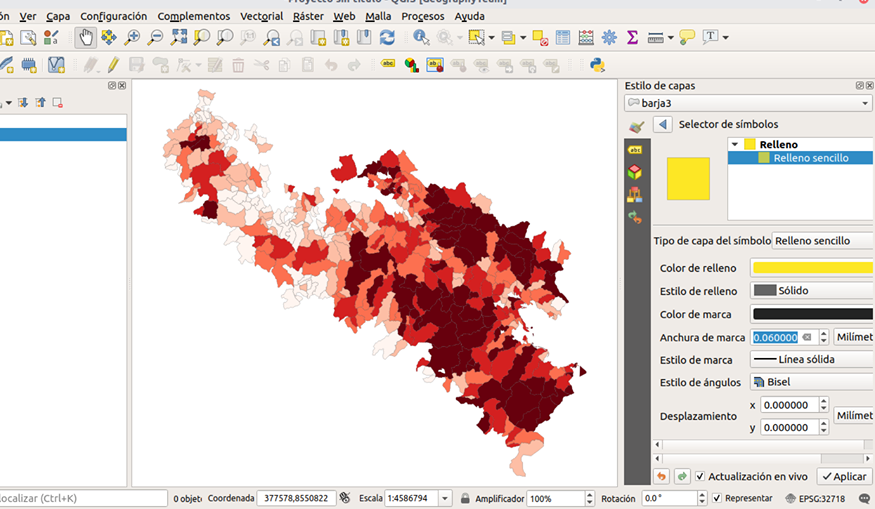 Proyecto sin título - QGIS [GeographyTeam]
Ver Capa Configuración Complementos Vectorial Ráster Web Malla Procesos Ayuda
Estilo de capas
barja3
Selector de símbolos
Relleno
Relleno sencillo
Tipo de capa del símbolo Relleno sencillo
Color de relleno
Estilo de relleno Sólido
Color de marca
Anchura de marca 0.060000 Milímet
Estilo de marca Línea sólida
Estilo de ángulos Bisel
x 0.000000
Desplazamiento Milímet
y 0.000000
Actualización en vivo Aplicar
localizar (Ctrl+K) 0 objet Coordenada 377578,8550822 Escala 1:4586794 Amplificador 100% Rotación 0.0 ° Representar EPSG:32718